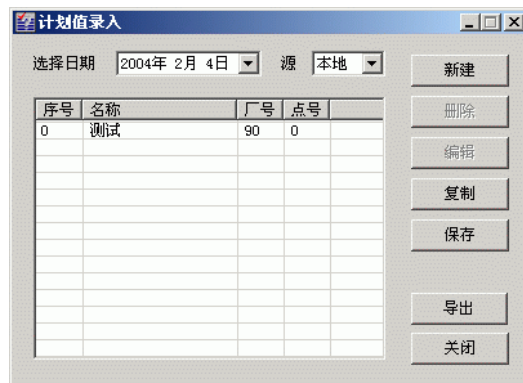 计划值录入
选择日期 2004年 2月 4日 源 本地
新建
序号 名称 厂号 点号
删除
0 测试 90 0
编辑
复制
保存
导出
关闭